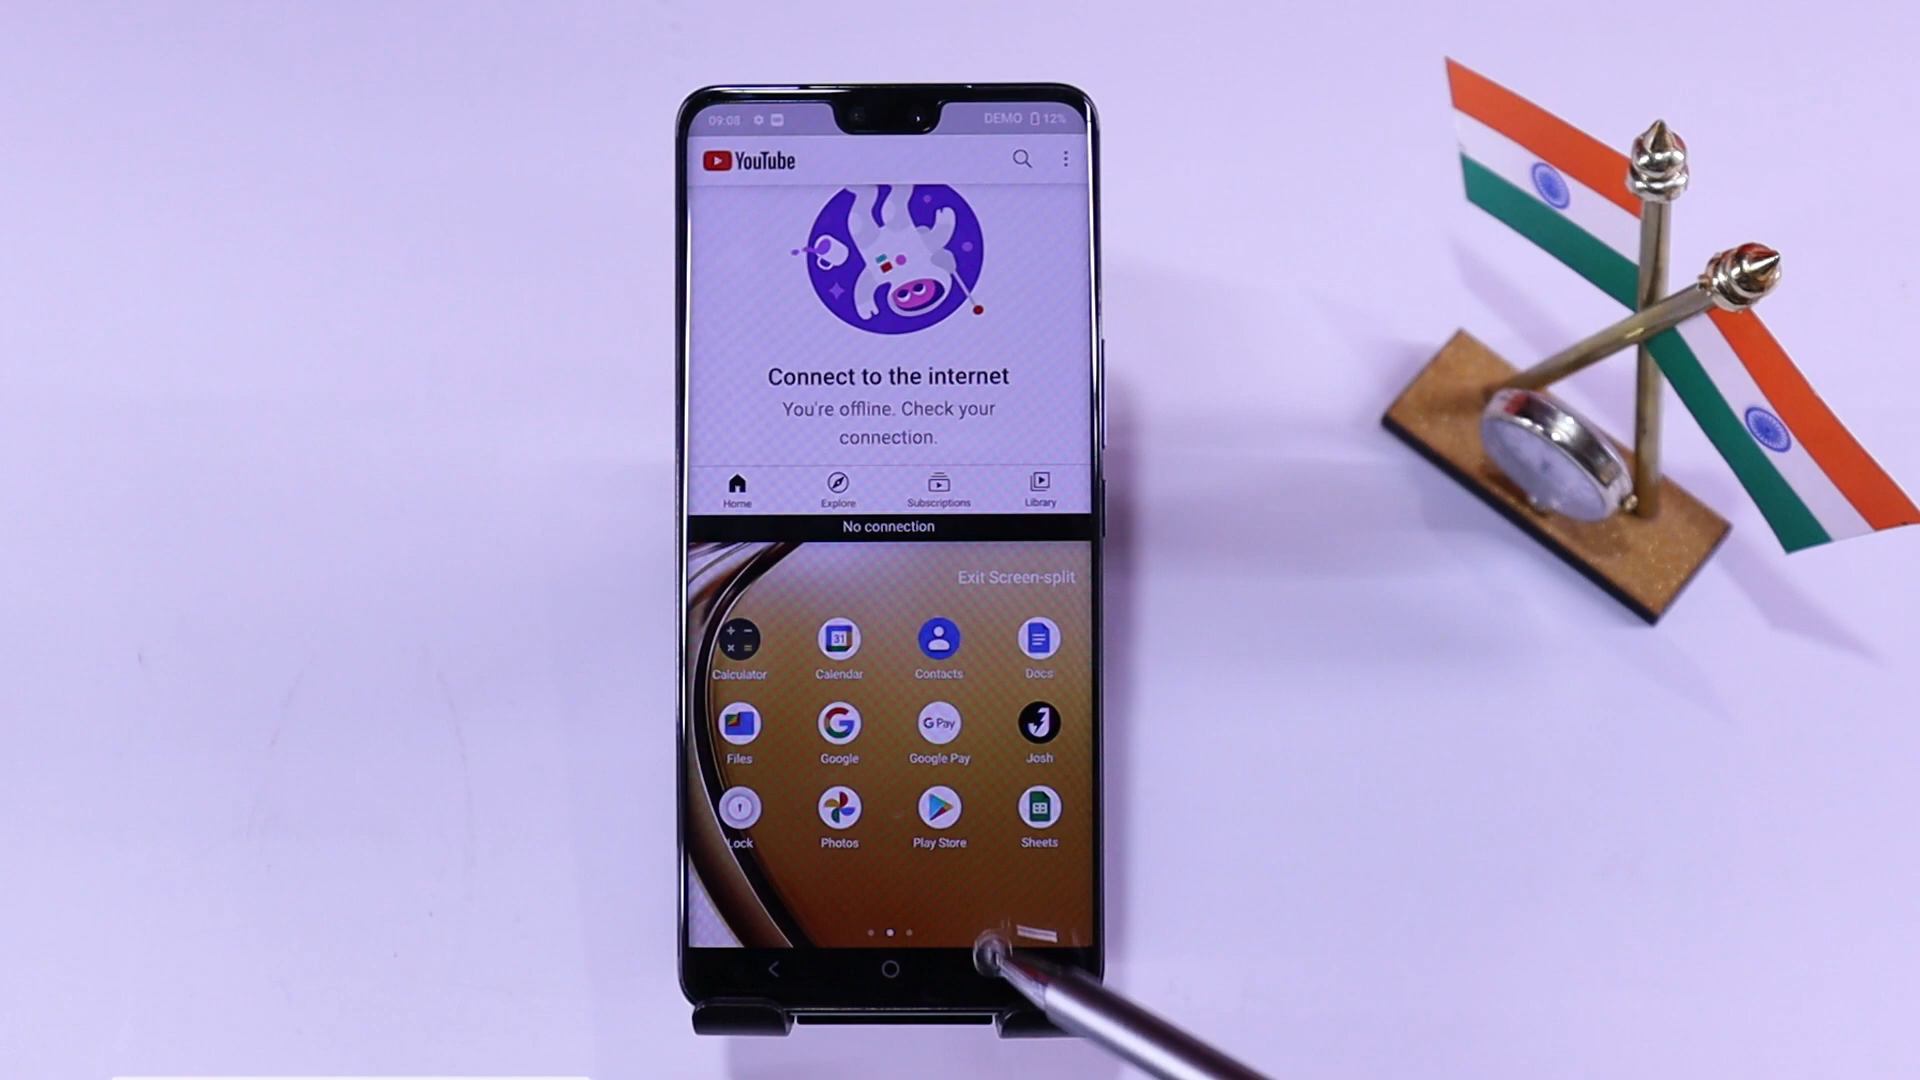 09:08 DEMO 12%
YouTube
Connect to the internet
You're offline. Check your
connection.
Home Explore Subscriptions Library
No connection
Exit Screen-split
31
Calculator Calendar Contacts Docs
G Pay
Files Google Google Pay Josh
Lock Photos Play Store Sheets